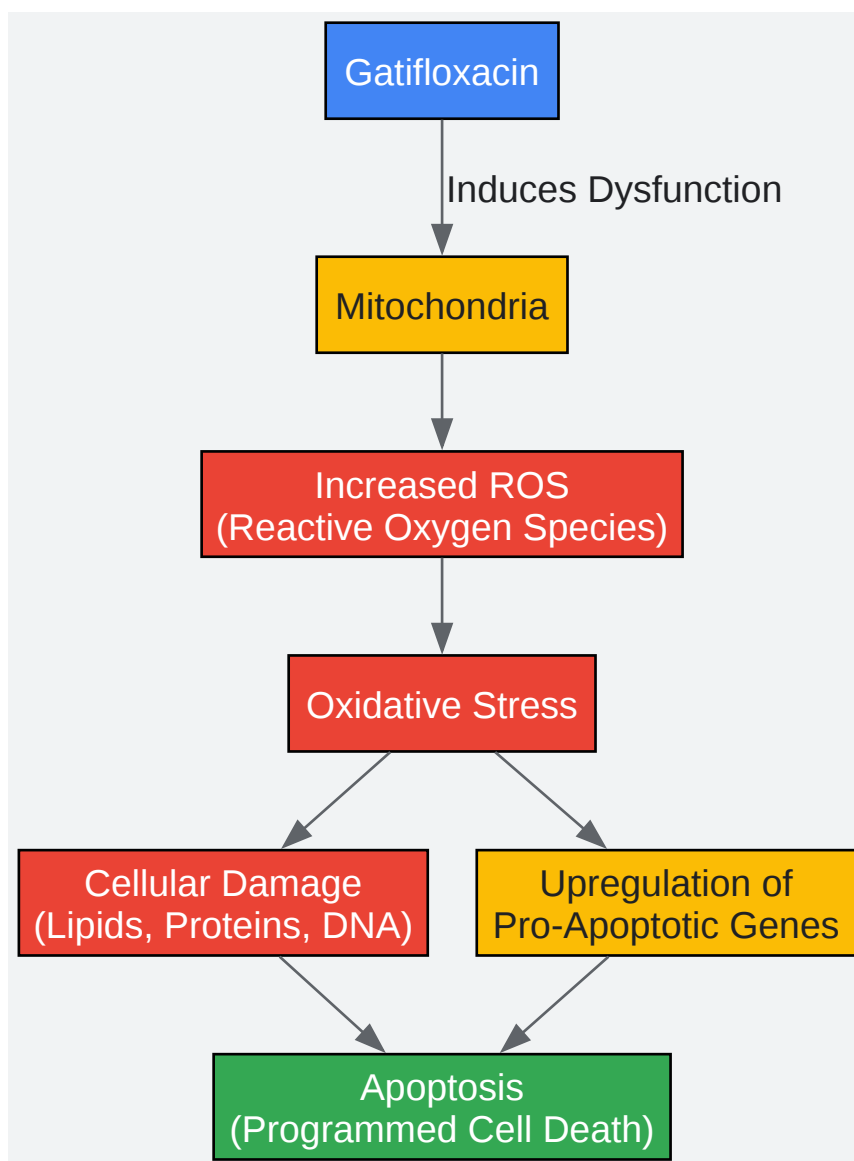 Gatifloxacin
Induces Dysfunction
Mitochondria
Increased ROS
(Reactive Oxygen Species)
Oxidative Stress
Cellular Damage
(Lipids, Proteins, DNA)
Upregulation of
Pro-Apoptotic Genes
Apoptosis
(Programmed Cell Death)